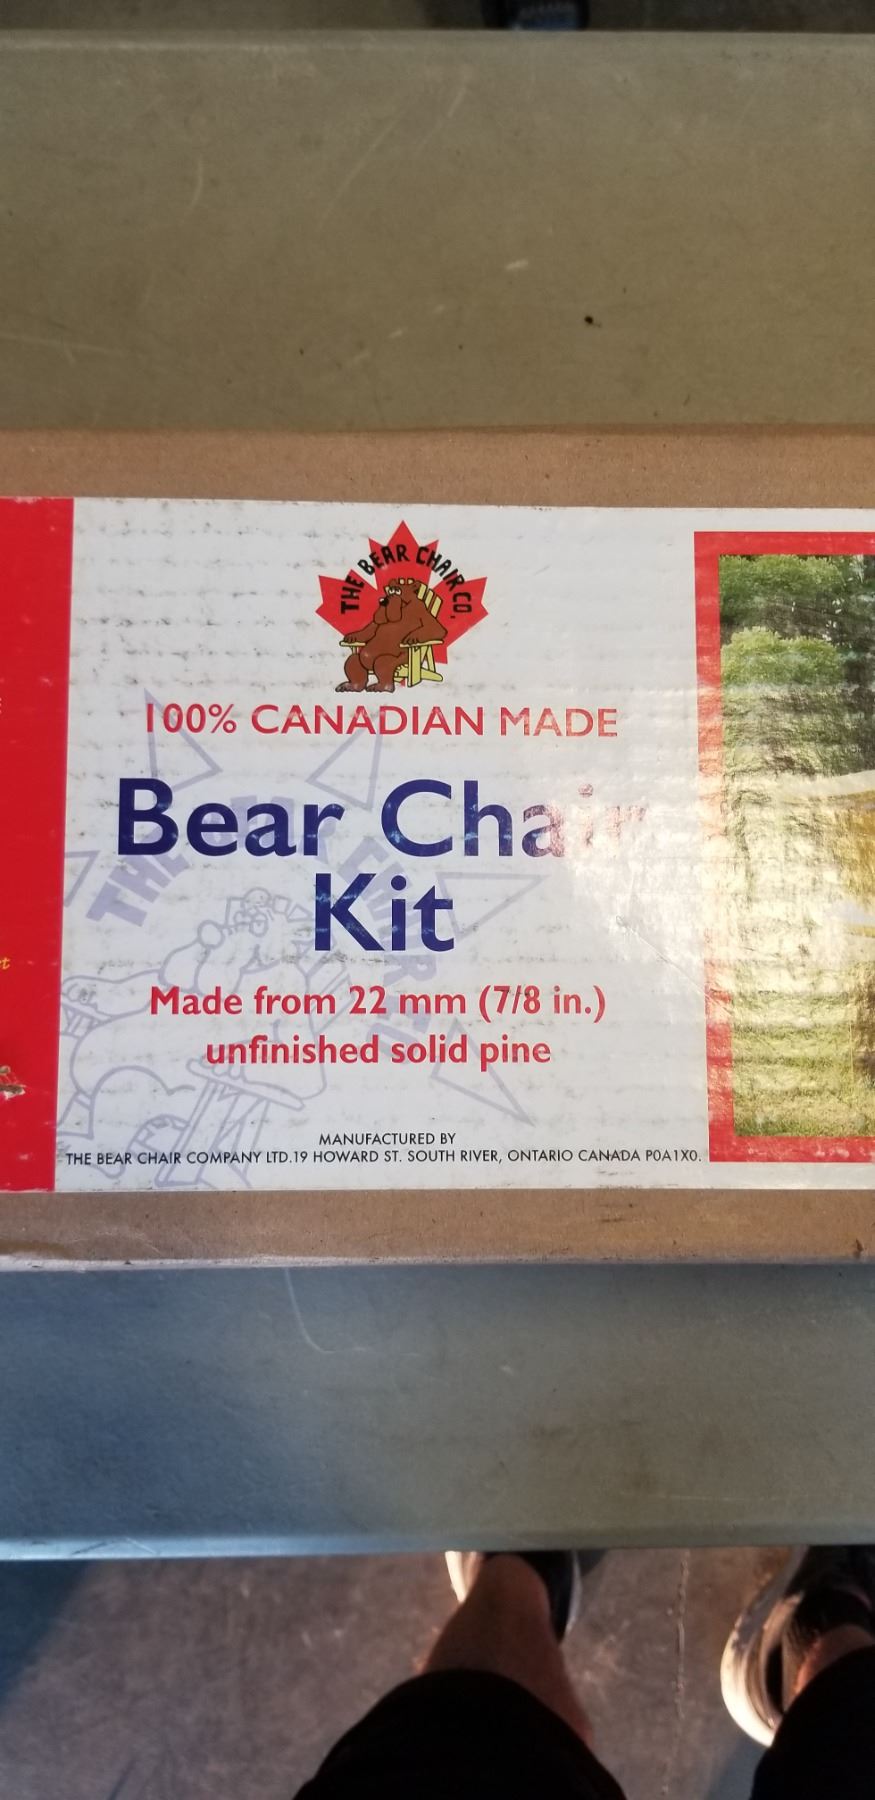 THE BEAR CHAIR CO.
100% CANADIAN MADE
Bear Chair
Kit
Made from 22 mm (7/8 in.)
unfinished solid pine
MANUFACTURED BY
THE BEAR CHAIR COMPANY LTD.19 HOWARD ST. SOUTH RIVER, ONTARIO CANADA P0A1X0.